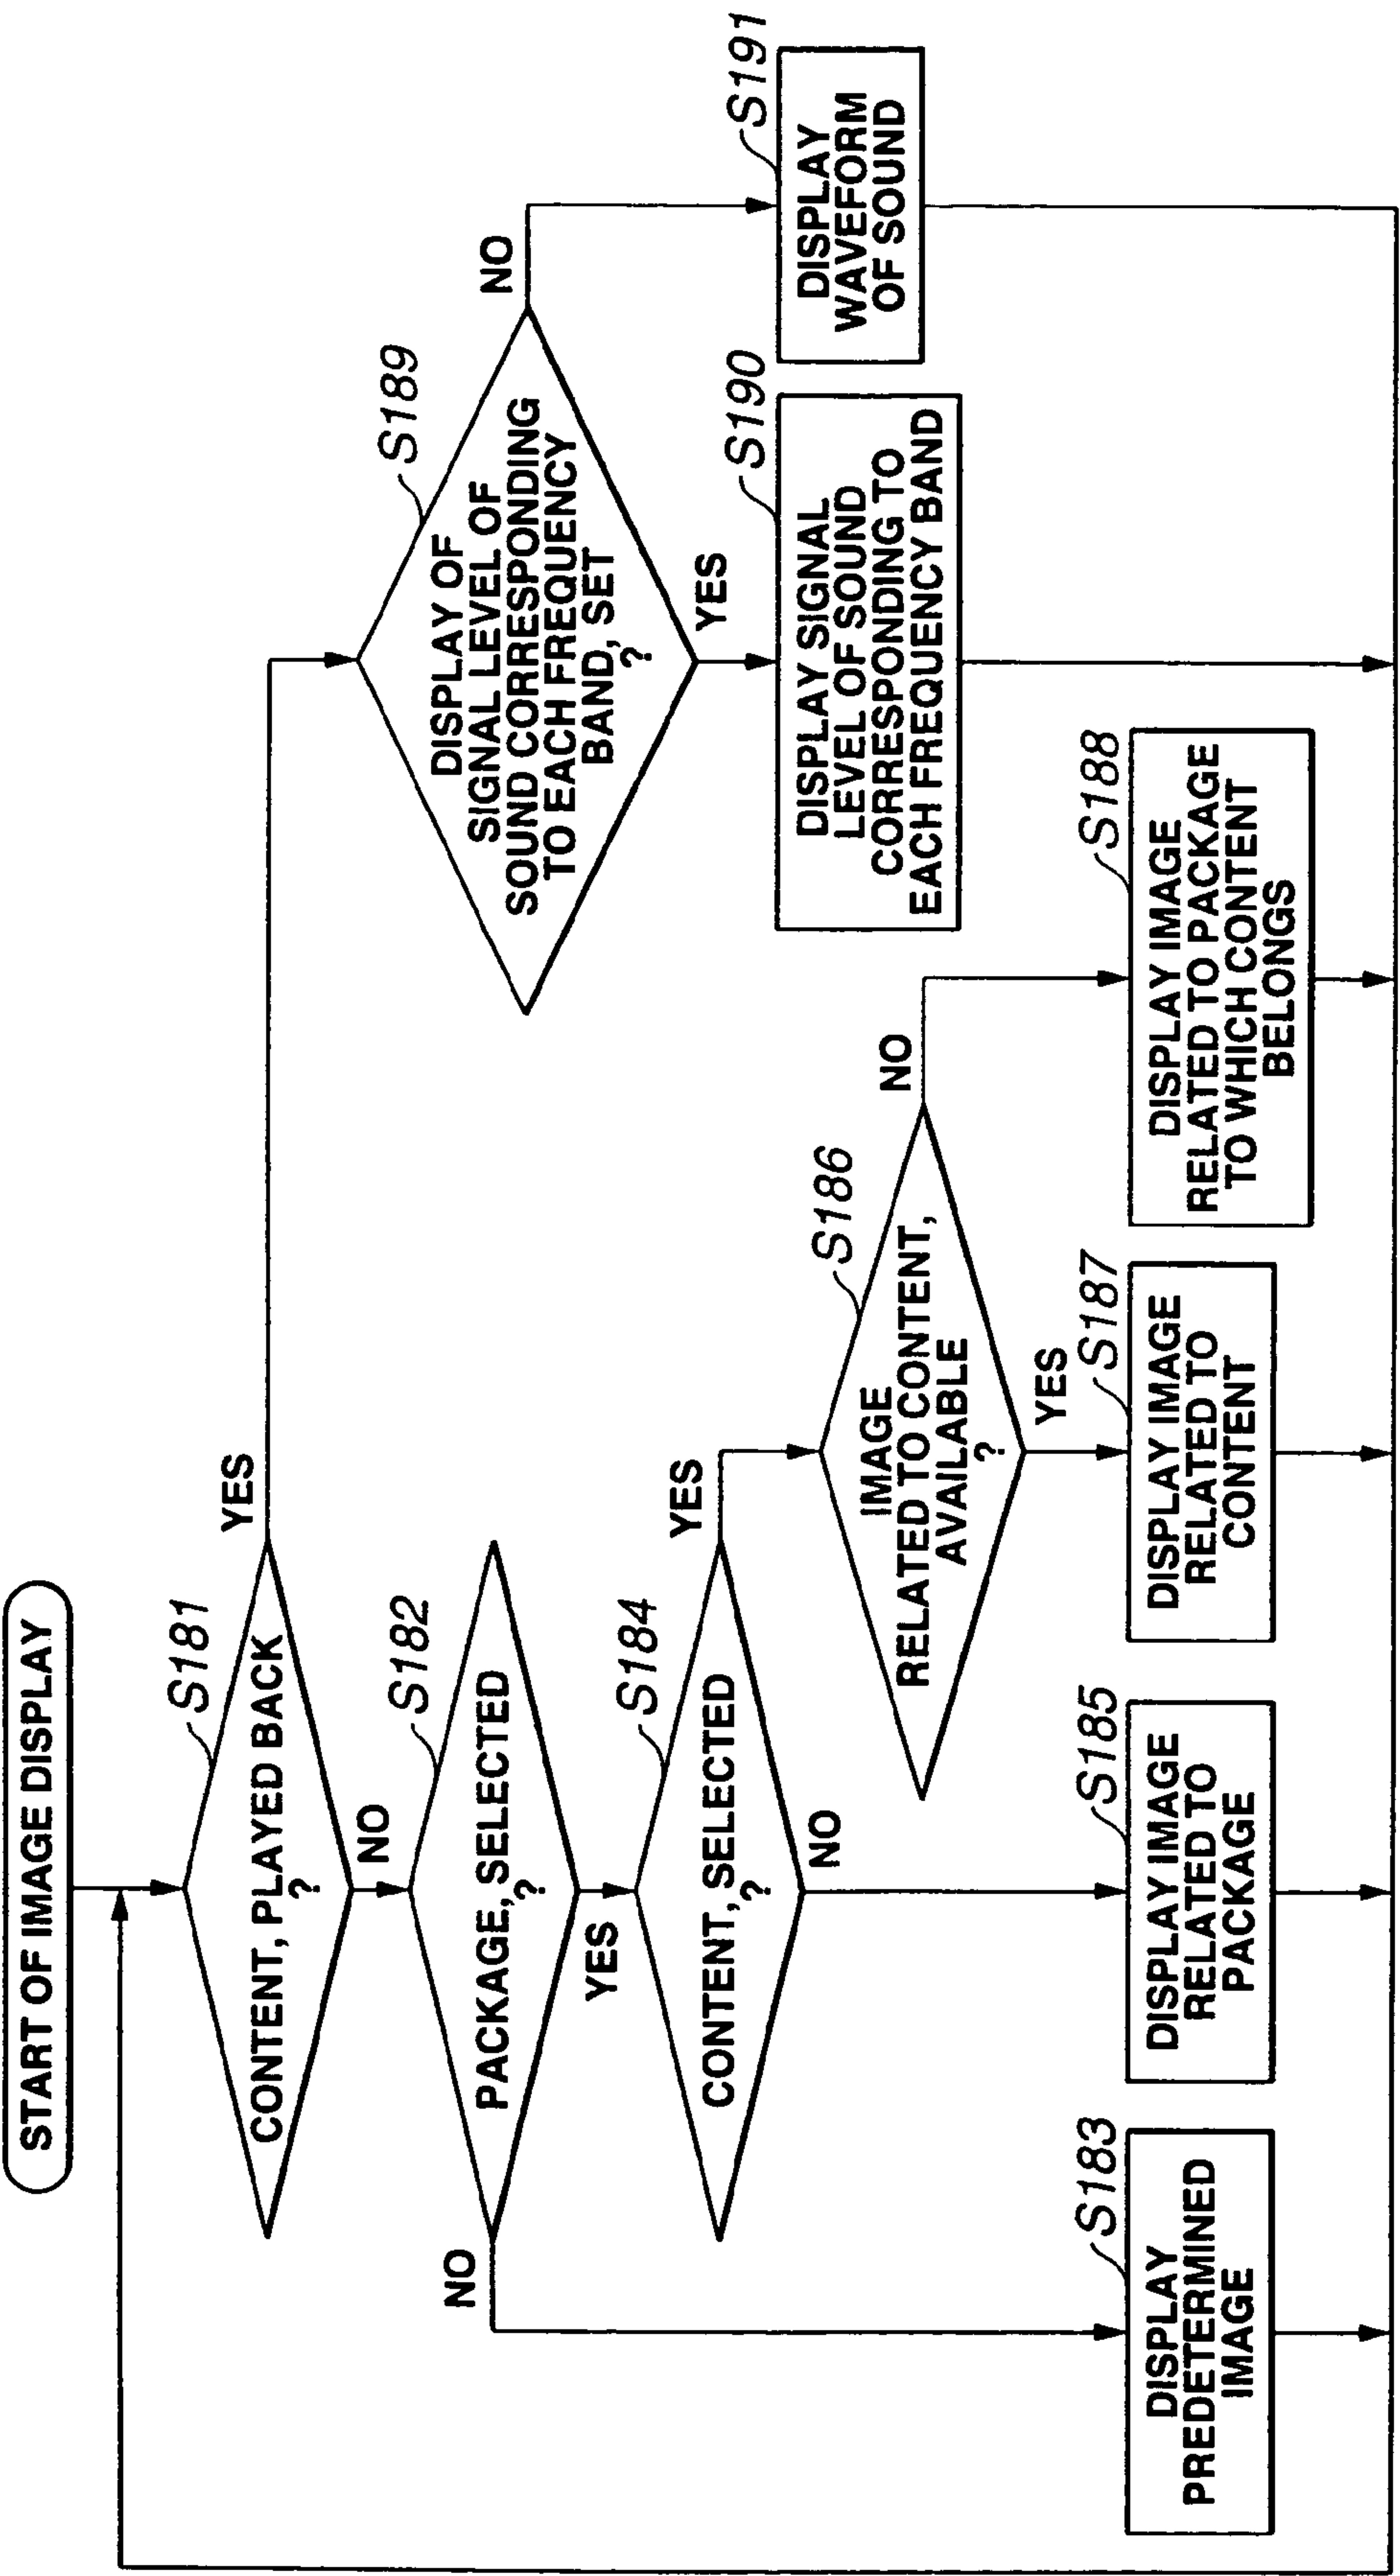 START OF IMAGE DISPLAY
S181
CONTENT, PLAYED BACK
?
YES
NO
S182
PACKAGE, SELECTED
?
NO
YES
S184
CONTENT, SELECTED
?
YES
NO
S186
IMAGE
RELATED TO CONTENT,
AVAILABLE
?
NO
YES
S189
DISPLAY OF
SIGNAL LEVEL OF
SOUND CORRESPONDING
TO EACH FREQUENCY
BAND, SET
?
NO
YES
S183
DISPLAY
PREDETERMINED
IMAGE
S185
DISPLAY IMAGE
RELATED TO
PACKAGE
S187
DISPLAY IMAGE
RELATED TO
CONTENT
S188
DISPLAY IMAGE
RELATED TO PACKAGE
TO WHICH CONTENT
BELONGS
S190
DISPLAY SIGNAL
LEVEL OF SOUND
CORRESPONDING TO
EACH FREQUENCY BAND
S191
DISPLAY
WAVEFORM
OF SOUND